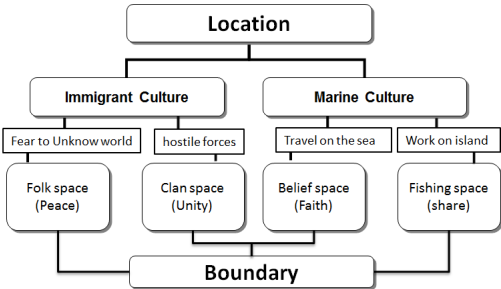 Location
Immigrant Culture
Marine Culture
Fear to Unknow world
hostile forces
Travel on the sea
Work on island
Folk space
(Peace)
Clan space
(Unity)
Belief space
(Faith)
Fishing space
(share)
Boundary